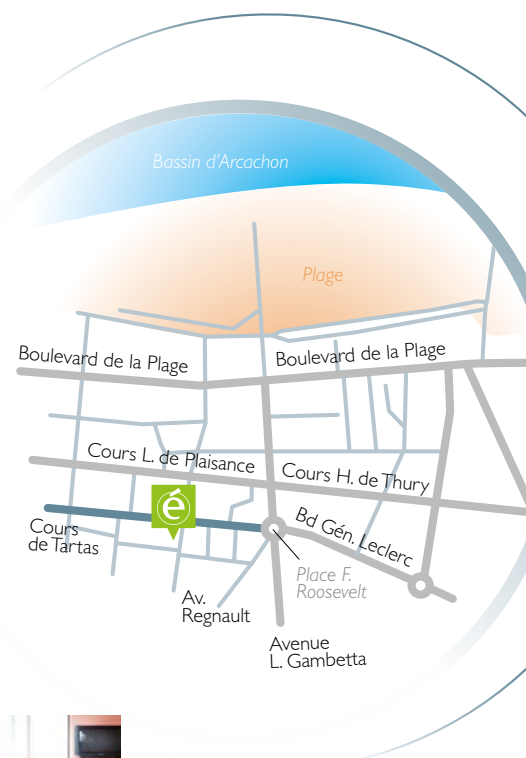 Bassin d'Arcachon
Plage
Boulevard de la Plage
Boulevard de la Plage
Cours L. de Plaisance
Cours H. de Thury
é
Cours
de Tartas
Bd Gén. Leclerc
Place F.
Roosevelt
Av.
Regnault
Avenue
L. Gambetta